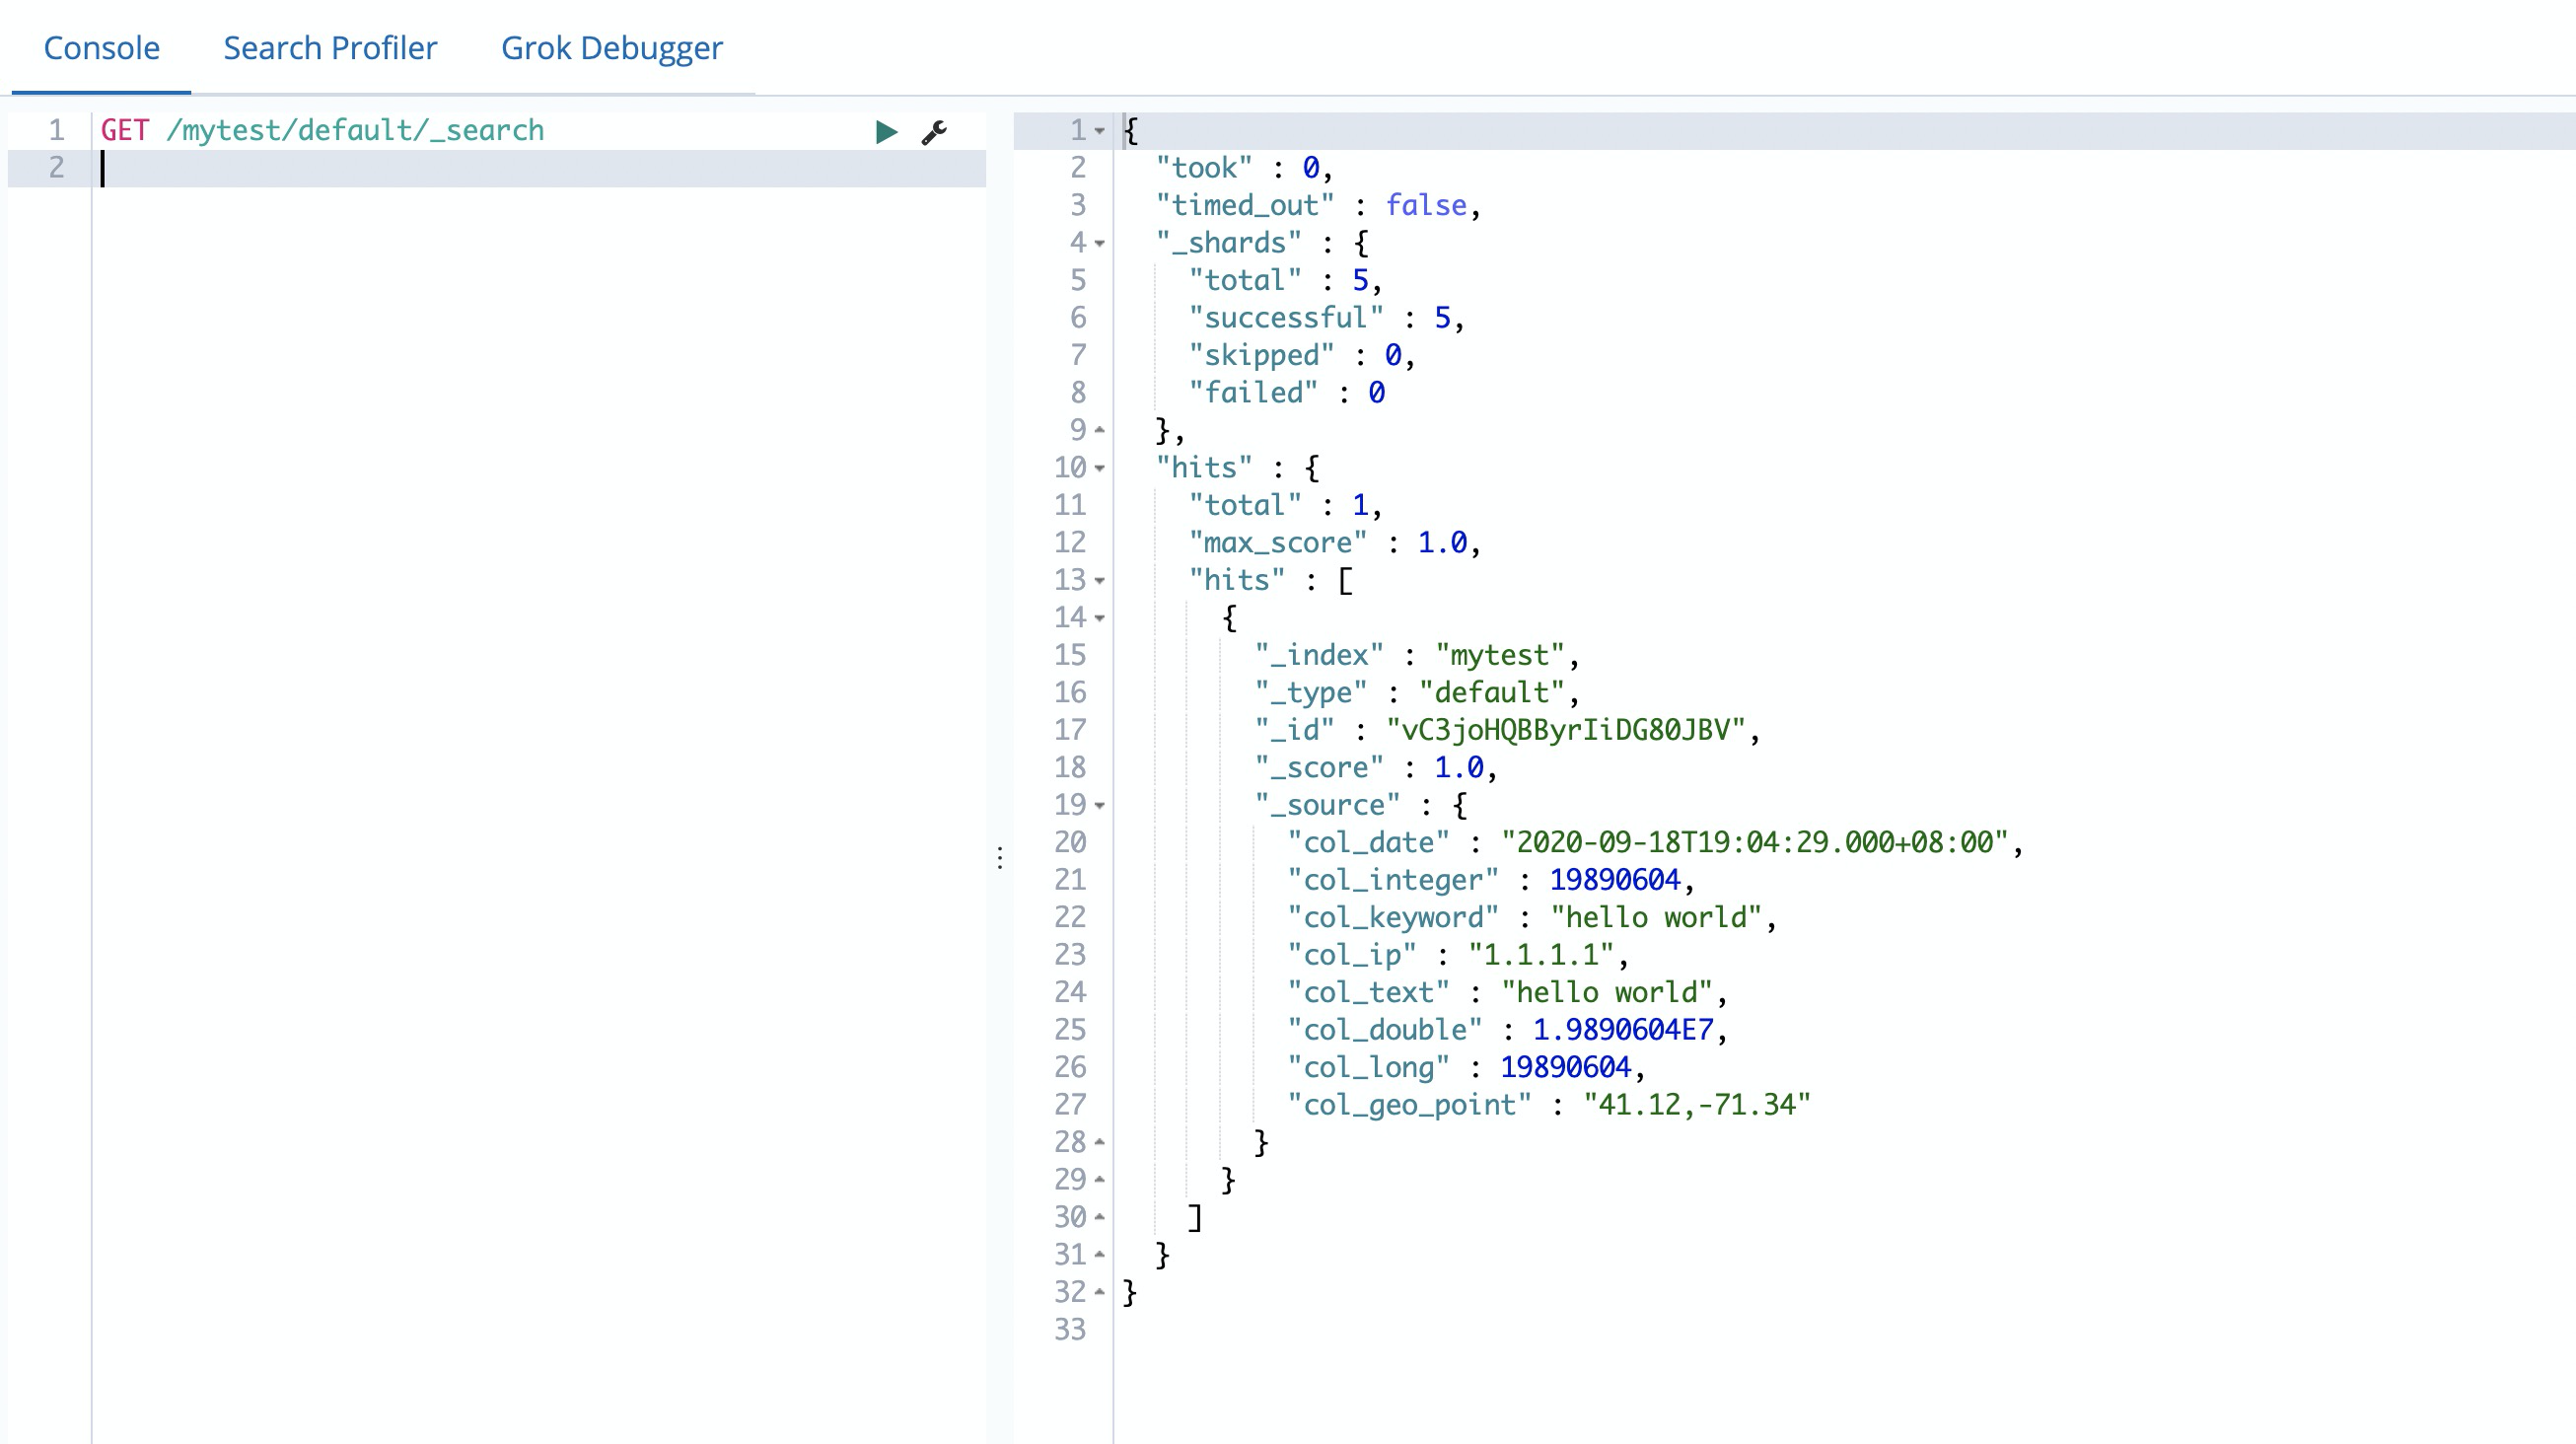 Console Search Profiler Grok Debugger
1 GET /mytest/default/_search
2
1 {
2 "took" : 0,
3 "timed_out" : false,
4 "_shards" : {
5 "total" : 5,
6 "successful" : 5,
7 "skipped" : 0,
8 "failed" : 0
9 },
10 "hits" : {
11 "total" : 1,
12 "max_score" : 1.0,
13 "hits" : [
14 {
15 "_index" : "mytest",
16 "_type" : "default",
17 "_id" : "vC3joHQBByrIiDG80JBV",
18 "_score" : 1.0,
19 "_source" : {
20 "col_date" : "2020-09-18T19:04:29.000+08:00",
21 "col_integer" : 19890604,
22 "col_keyword" : "hello world",
23 "col_ip" : "1.1.1.1",
24 "col_text" : "hello world",
25 "col_double" : 1.9890604E7,
26 "col_long" : 19890604,
27 "col_geo_point" : "41.12,-71.34"
28 }
29 }
30 ]
31 }
32 }
33